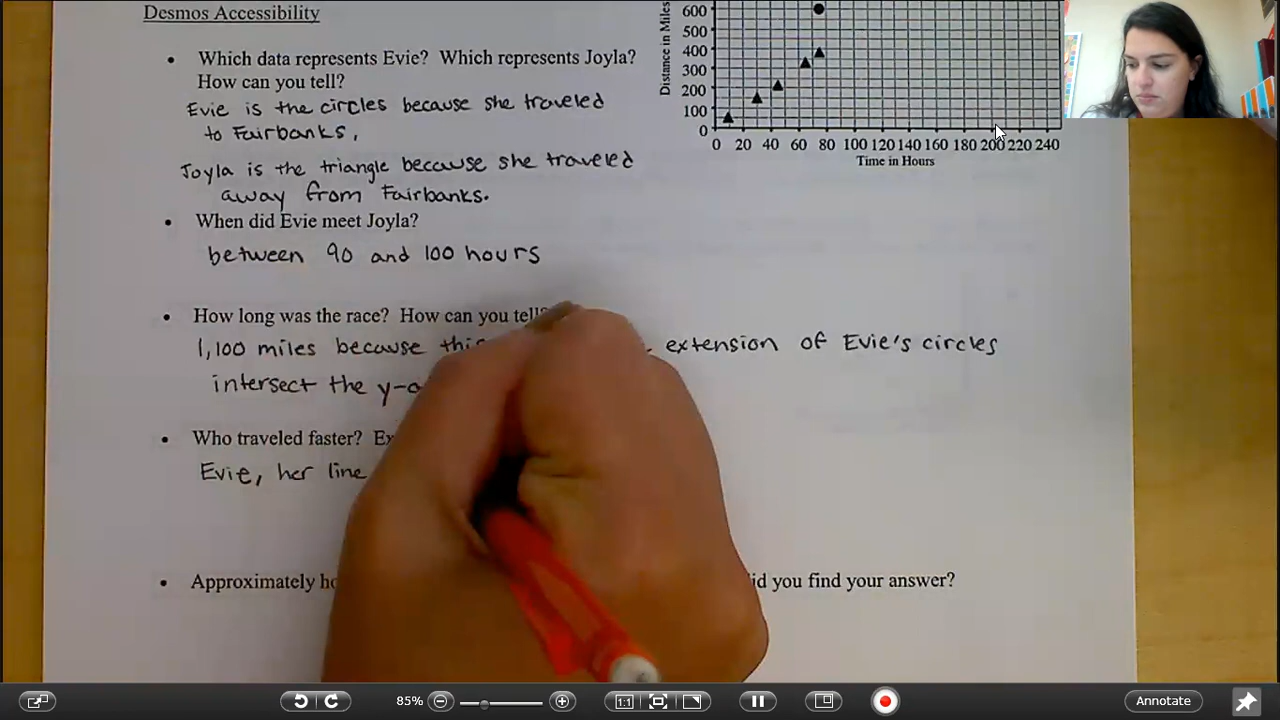 Desmos Accessibility
Which data represents Evie? Which represents Joyla?
How can you tell?
Evie is the circles because she traveled
to Fairbanks,
Joyla is the triangle because she traveled
away from Fairbanks.
When did Evie meet Joyla?
between 90 and 100 hours
How long was the race? How can you tell?
1,100 miles because this extension of Evie's circles
intersect the
Who traveled faster?
Evie, her line
Approximately did you find your answer?
Distance in Miles
600
500
400
300
200
100
0
0 20 40 60 80 100 120 140 160 180 200 220 240
Time in Hours
85%
1:1
Annotate